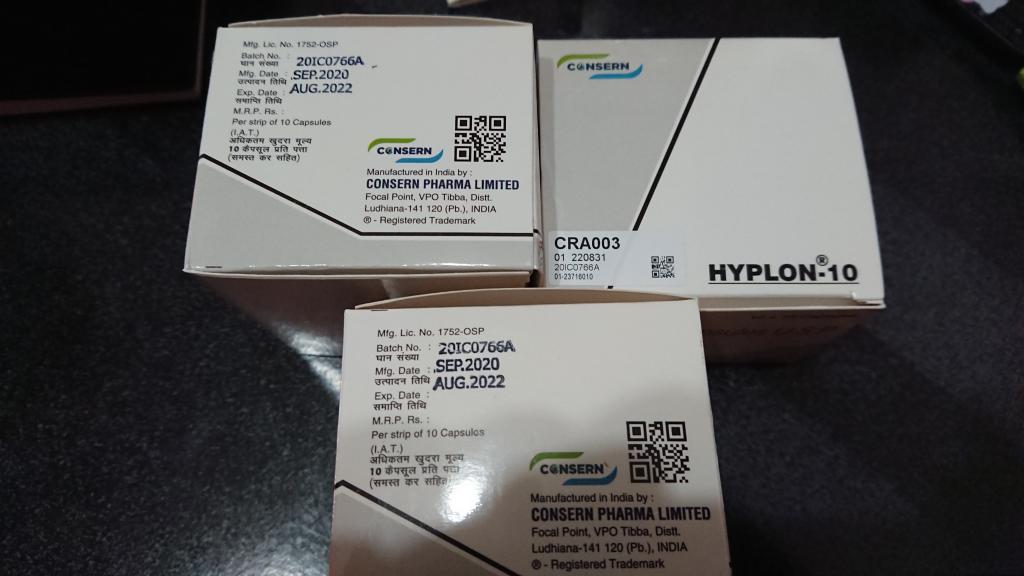 Mfg. Lic. No. 1752-OSP
Batch No. : 20IC0766A
घान संख्या
Mfg. Date : SEP.2020
उत्पादन तिथि
Exp. Date : AUG.2022
समाप्ति तिथि
M.R.P. Rs. :
Per strip of 10 Capsules
(I.A.T.)
अधिकतम खुदरा मूल्य
10 कैपसूल प्रति पत्ता
(समस्त कर सहित)
CONSERN
Manufactured in India by :
CONSERN PHARMA LIMITED
Focal Point, VPO Tibba, Distt.
Ludhiana-141 120 (Pb.), INDIA
® - Registered Trademark
CONSERN
CRA003
01 220831
20IC0766A
01-23716010
HYPLON®-10
Mfg. Lic. No. 1752-OSP
Batch No. : 20IC0766A
घान संख्या
Mfg. Date : SEP.2020
उत्पादन तिथि
Exp. Date : AUG.2022
समाप्ति तिथि
M.R.P. Rs. :
Per strip of 10 Capsules
(I.A.T.)
अधिकतम खुदरा मूल्य
10 कैपसूल प्रति पत्ता
(समस्त कर सहित)
CONSERN
Manufactured in India by :
CONSERN PHARMA LIMITED
Focal Point, VPO Tibba, Distt.
Ludhiana-141 120 (Pb.), INDIA
® - Registered Trademark